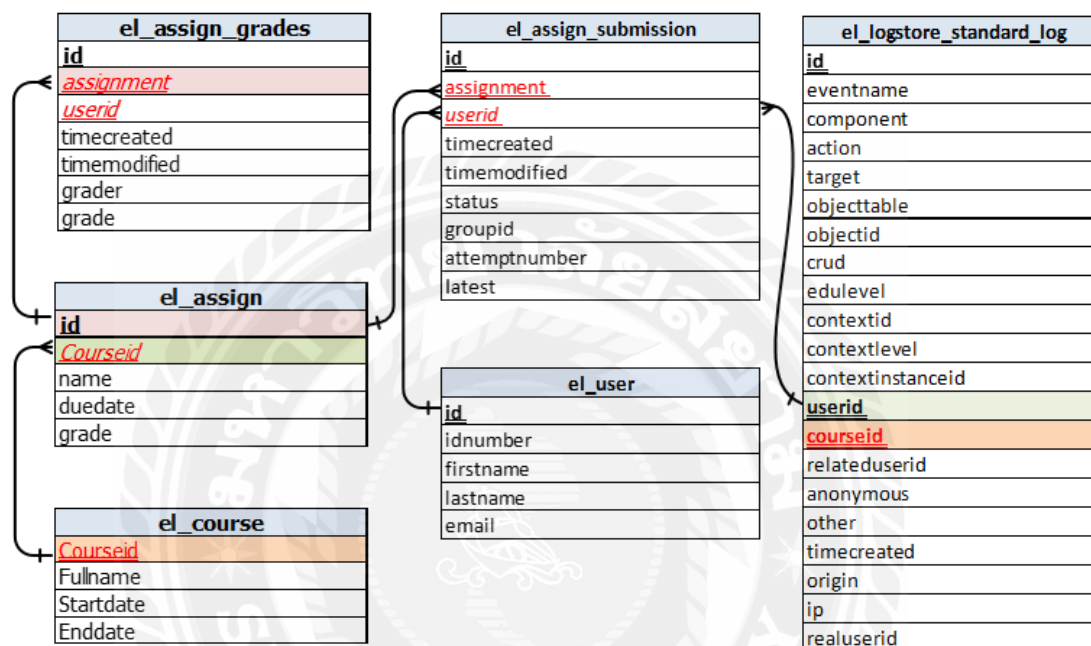 el_assign_grades
id
assignment
userid
timecreated
timemodified
grader
grade
el_assign
id
Courseid
name
duedate
grade
el_course
Courseid
Fullname
Startdate
Enddate
el_assign_submission
id
assignment
userid
timecreated
timemodified
status
groupid
attemptnumber
latest
el_user
id
idnumber
firstname
lastname
email
el_logstore_standard_log
id
eventname
component
action
target
objecttable
objectid
crud
edulevel
contextid
contextlevel
contextinstanceid
userid
courseid
relateduserid
anonymous
other
timecreated
origin
ip
realuserid